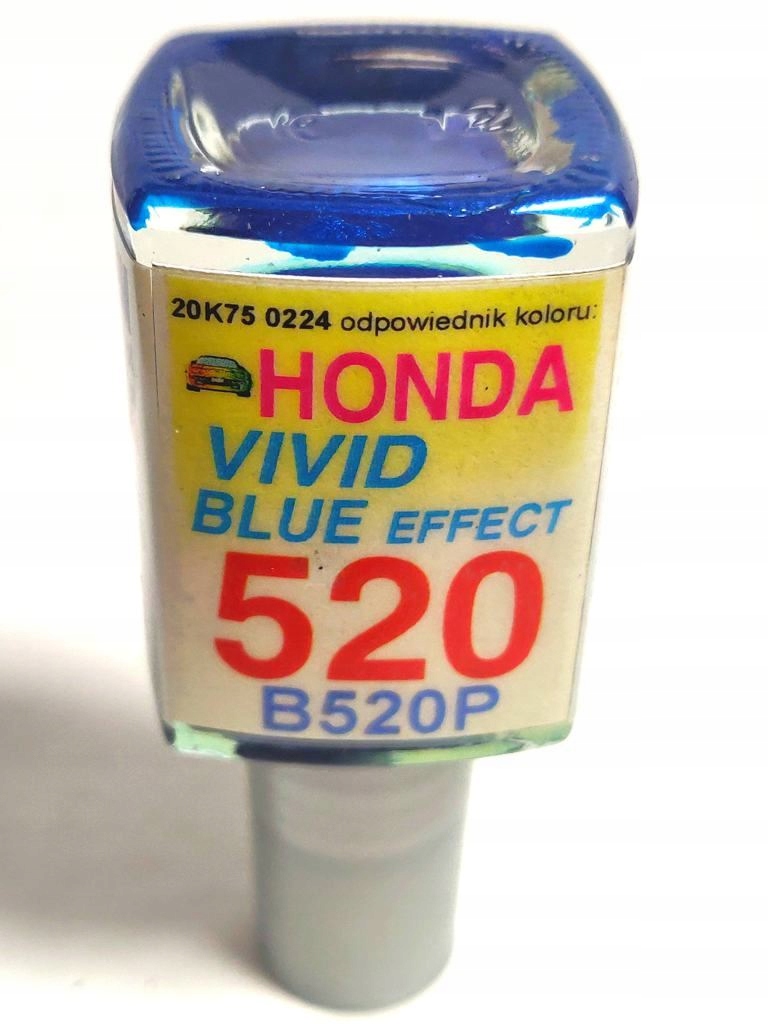 20K75 0224 odpowiednik koloru:
HONDA
VIVID
BLUE EFFECT
520
B520P